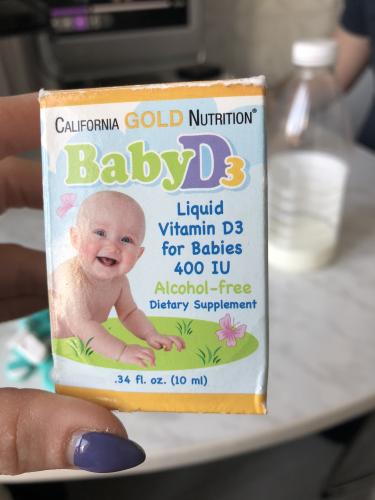 CALIFORNIA GOLD NUTRITION®
BabyD3
Liquid
Vitamin D3
for Babies
400 IU
Alcohol-free
Dietary Supplement
.34 fl. oz. (10 ml)